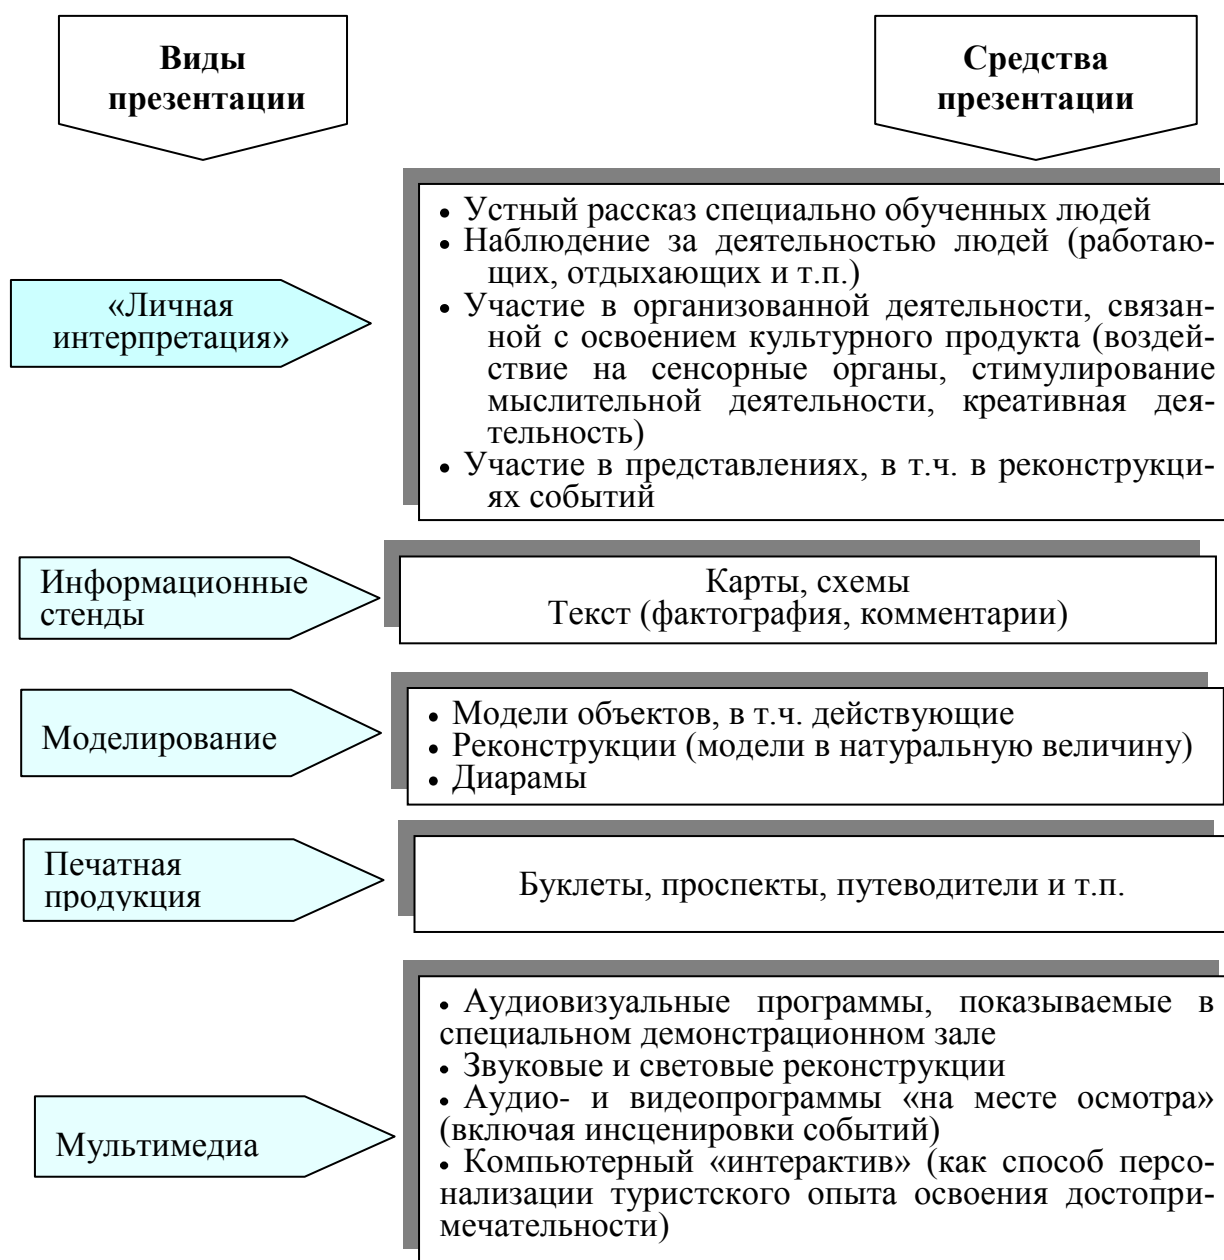 Виды
презентации
Средства
презентации
«Личная
интерпретация»
• Устный рассказ специально обученных людей
• Наблюдение за деятельностью людей (работаю-
щих, отдыхающих и т.п.)
• Участие в организованной деятельности, связан-
ной с освоением культурного продукта (воздей-
ствие на сенсорные органы, стимулирование
мыслительной деятельности, креативная дея-
тельность)
• Участие в представлениях, в т.ч. в реконструкци-
ях событий
Информационные
стенды
Карты, схемы
Текст (фактография, комментарии)
Моделирование
• Модели объектов, в т.ч. действующие
• Реконструкции (модели в натуральную величину)
• Диарамы
Печатная
продукция
Буклеты, проспекты, путеводители и т.п.
Мультимедиа
• Аудиовизуальные программы, показываемые в
специальном демонстрационном зале
• Звуковые и световые реконструкции
• Аудио- и видеопрограммы «на месте осмотра»
(включая инсценировки событий)
• Компьютерный «интерактив» (как способ персо-
нализации туристского опыта освоения достопри-
мечательности)